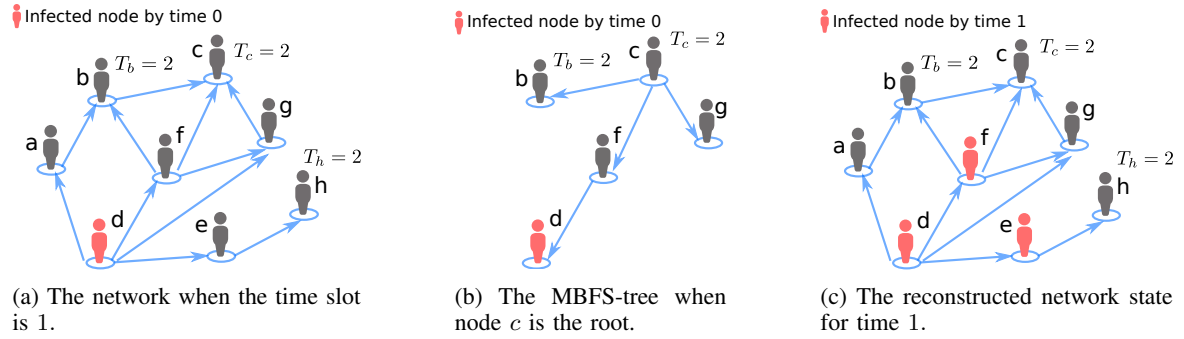 Infected node by time 0
c
T_c = 2
b
T_b = 2
g
a
f
T_h = 2
h
d
e
(a) The network when the time slot
is 1.
Infected node by time 0
c
T_c = 2
b
T_b = 2
g
f
d
(b) The MBFS-tree when
node c is the root.
Infected node by time 1
c
T_c = 2
b
T_b = 2
g
a
f
T_h = 2
h
d
e
(c) The reconstructed network state
for time 1.